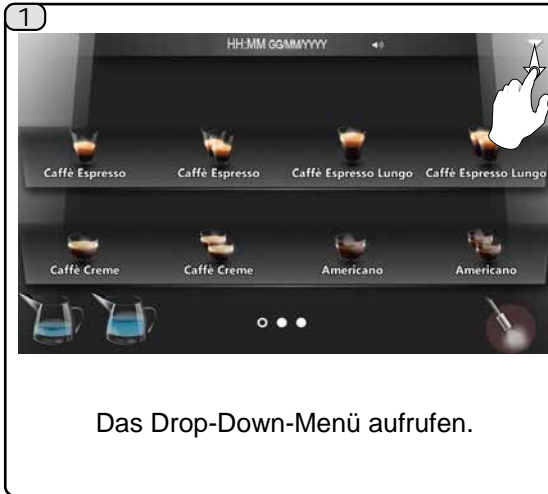 1
HH:MM GG/MM/YYYY
Caffè Espresso Caffè Espresso Caffè Espresso Lungo Caffè Espresso Lungo
Caffè Creme Caffè Creme Americano Americano
Das Drop-Down-Menü aufrufen.